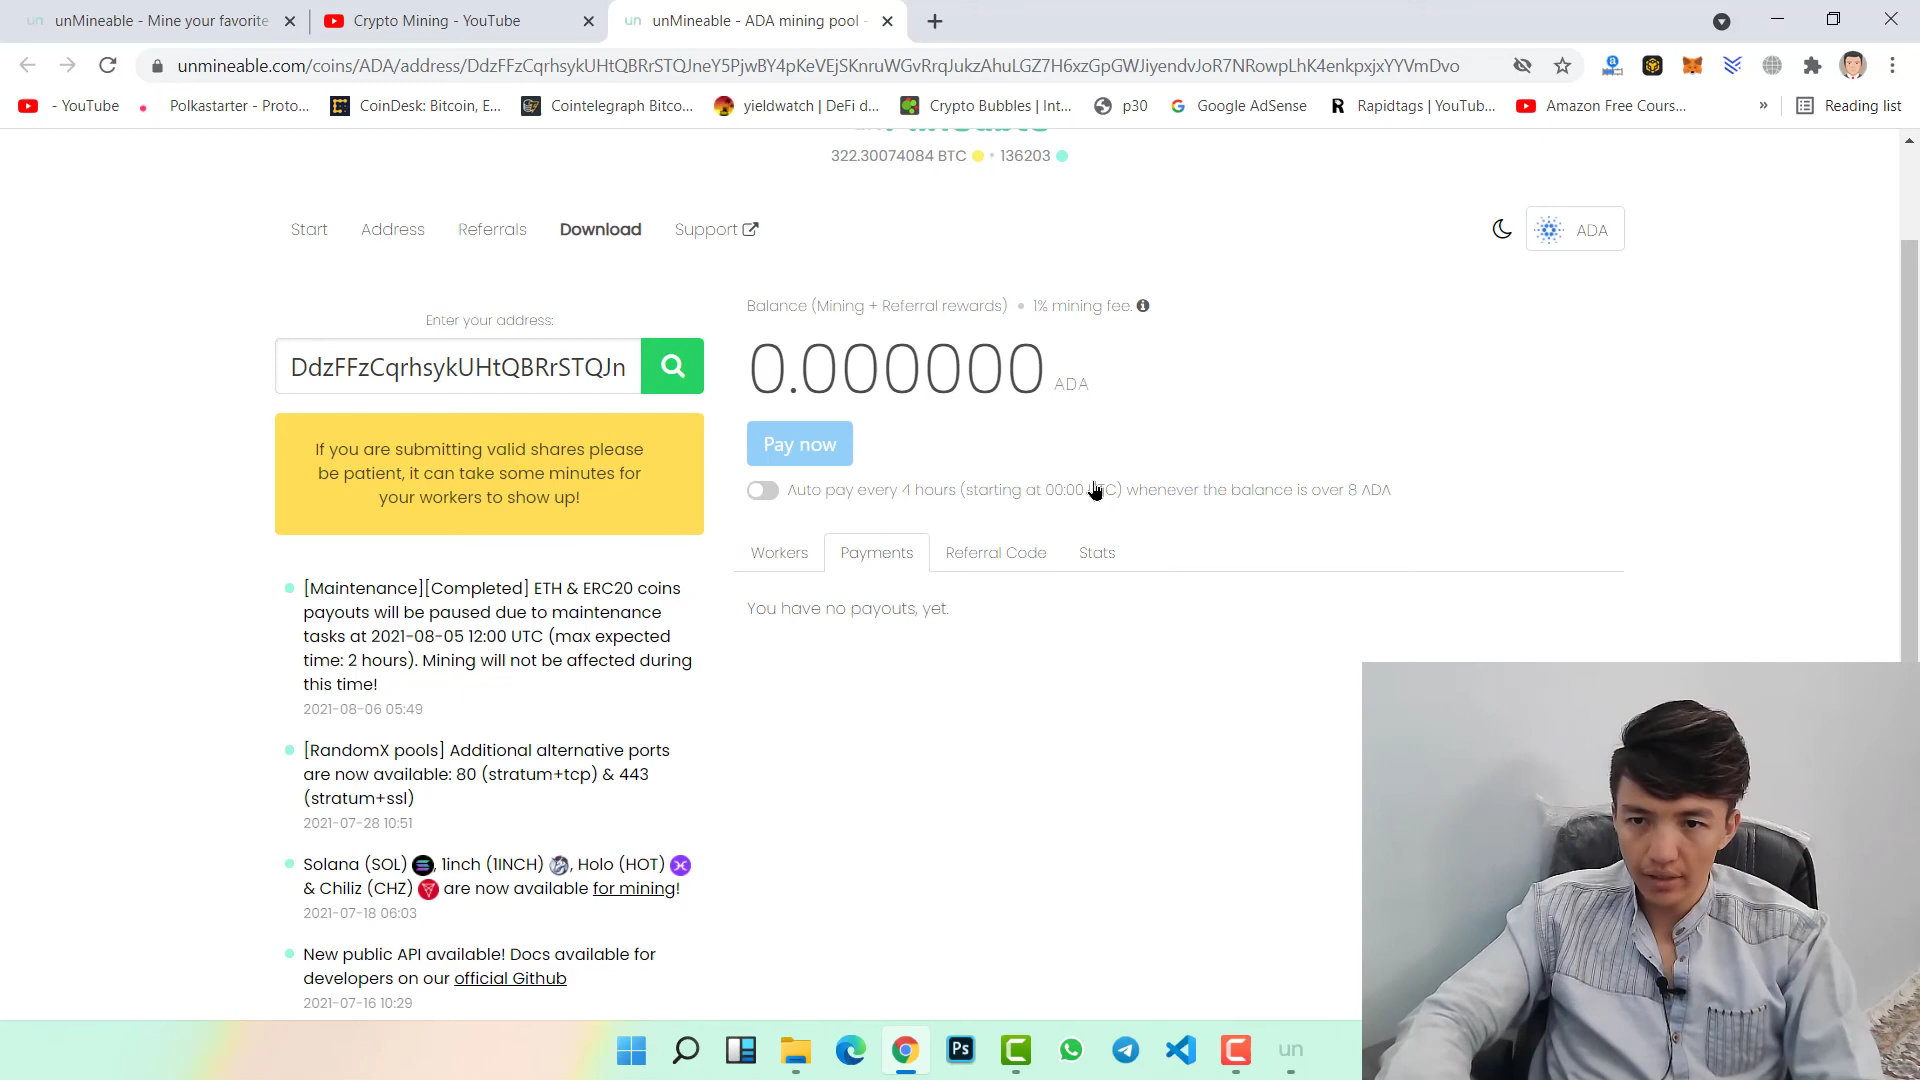 unMineable - Mine your favorite
Crypto Mining - YouTube
unMineable - ADA mining pool -
unmineable.com/coins/ADA/address/DdzFFzCqrhsykUHtQBRrSTQJneY5PjwBY4pKeVEjSKnruWGvRrqJukzAhuLGZ7H6xzGpGWJiyendvJoR7NRowpLhK4enkpxjxYYVmDvo
- YouTube
Polkastarter - Proto...
CoinDesk: Bitcoin, E...
Cointelegraph Bitco...
yieldwatch | DeFi d...
Crypto Bubbles | Int...
p30
Google AdSense
Rapidtags | YouTub...
Amazon Free Cours...
»
Reading list
322.30074084 BTC • 136203
Start
Address
Referrals
Download
Support
ADA
Enter your address:
DdzFFzCqrhsykUHtQBRrSTQJn
If you are submitting valid shares please
be patient, it can take some minutes for
your workers to show up!
Balance (Mining + Referral rewards) • 1% mining fee.
0.000000 ADA
Pay now
Auto pay every 4 hours (starting at 00:00 UTC) whenever the balance is over 8 ADA
Workers
Payments
Referral Code
Stats
You have no payouts, yet.
[Maintenance][Completed] ETH & ERC20 coins
payouts will be paused due to maintenance
tasks at 2021-08-05 12:00 UTC (max expected
time: 2 hours). Mining will not be affected during
this time!
2021-08-06 05:49
[RandomX pools] Additional alternative ports
are now available: 80 (stratum+tcp) & 443
(stratum+ssl)
2021-07-28 10:51
Solana (SOL), 1inch (1INCH), Holo (HOT)
& Chiliz (CHZ) are now available for mining!
2021-07-18 06:03
New public API available! Docs available for
developers on our official Github
2021-07-16 10:29
Ps
un